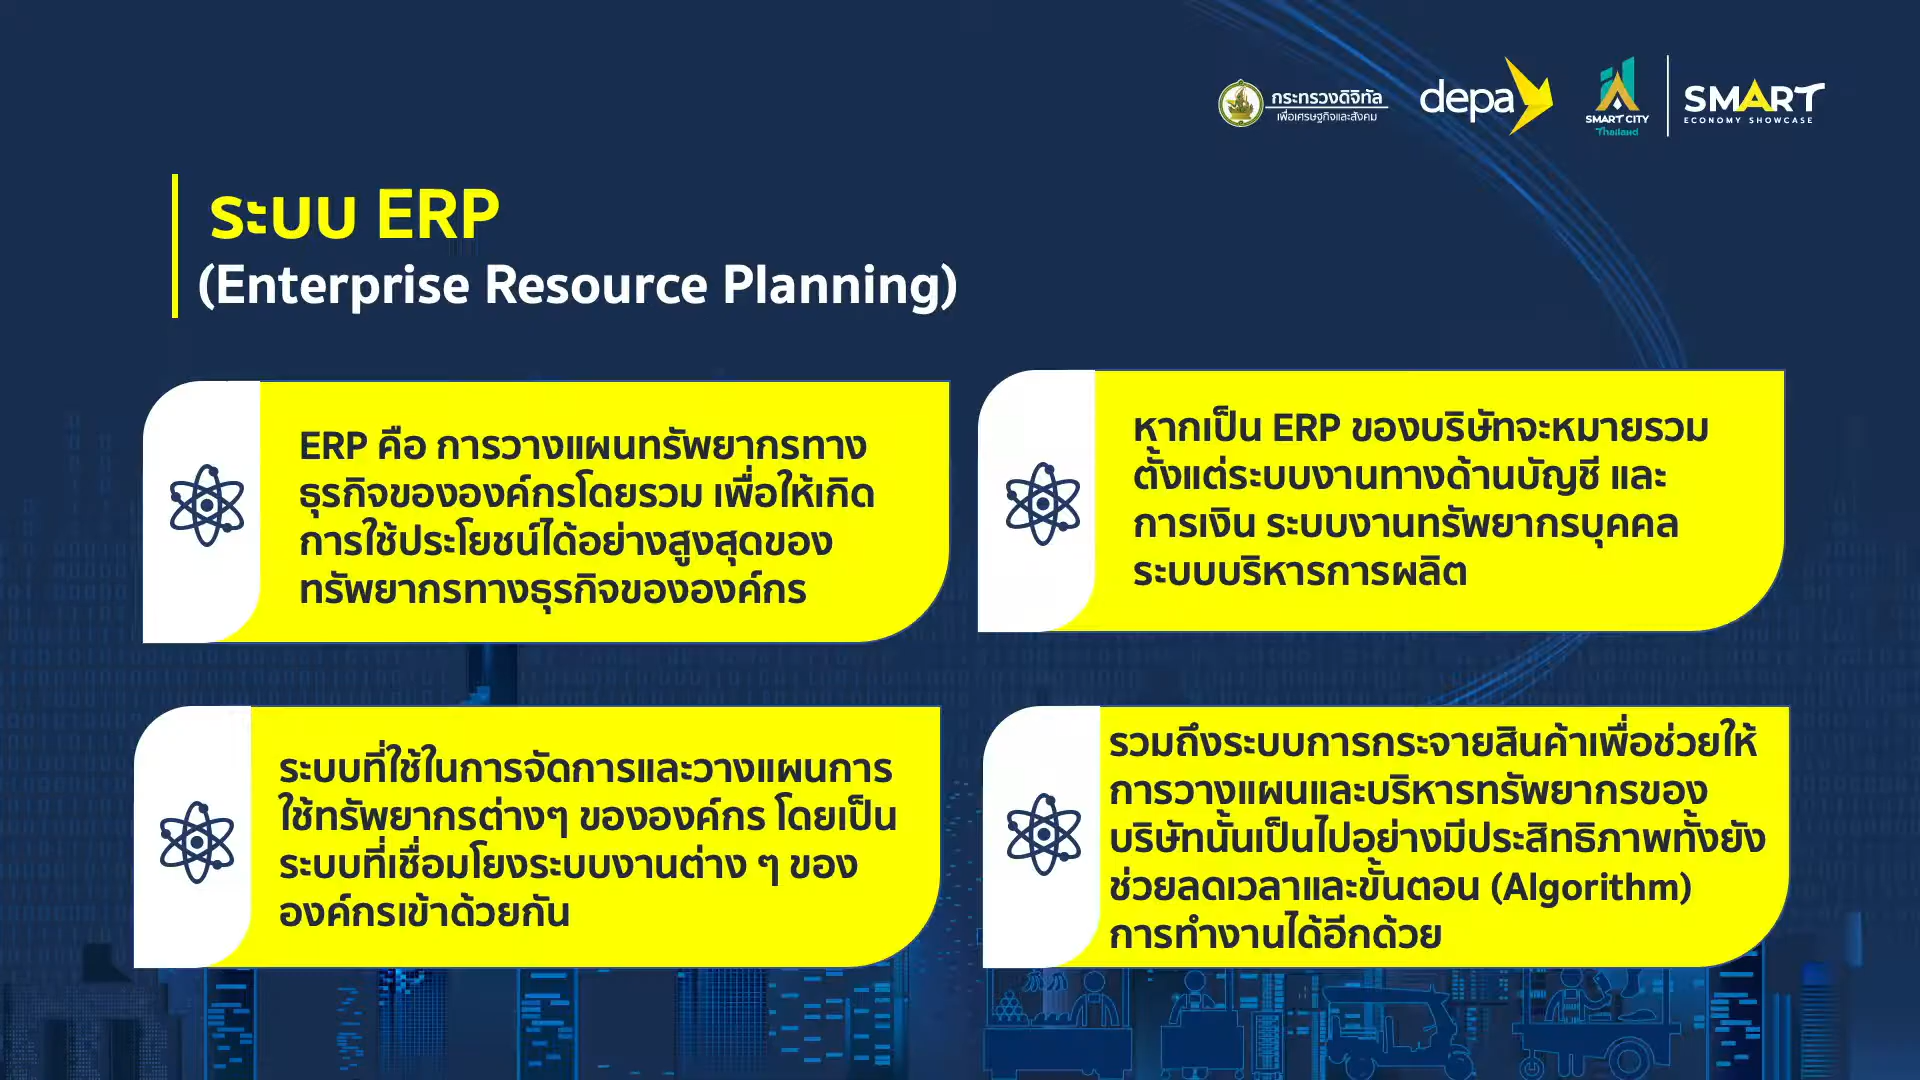 กระทรวงดิจิทัล
เพื่อเศรษฐกิจและสังคม
depa
SMART CITY
Thailand
SMART
ECONOMY SHOWCASE
ระบบ ERP
(Enterprise Resource Planning)
ERP คือ การวางแผนทรัพยากรทาง
ธุรกิจขององค์กรโดยรวม เพื่อให้เกิด
การใช้ประโยชน์ได้อย่างสูงสุดของ
ทรัพยากรทางธุรกิจขององค์กร
หากเป็น ERP ของบริษัทจะหมายรวม
ตั้งแต่ระบบงานทางด้านบัญชี และ
การเงิน ระบบงานทรัพยากรบุคคล
ระบบบริหารการผลิต
ระบบที่ใช้ในการจัดการและวางแผนการ
ใช้ทรัพยากรต่างๆ ขององค์กร โดยเป็น
ระบบที่เชื่อมโยงระบบงานต่าง ๆ ของ
องค์กรเข้าด้วยกัน
รวมถึงระบบการกระจายสินค้าเพื่อช่วยให้
การวางแผนและบริหารทรัพยากรของ
บริษัทนั้นเป็นไปอย่างมีประสิทธิภาพทั้งยัง
ช่วยลดเวลาและขั้นตอน (Algorithm)
การทำงานได้อีกด้วย